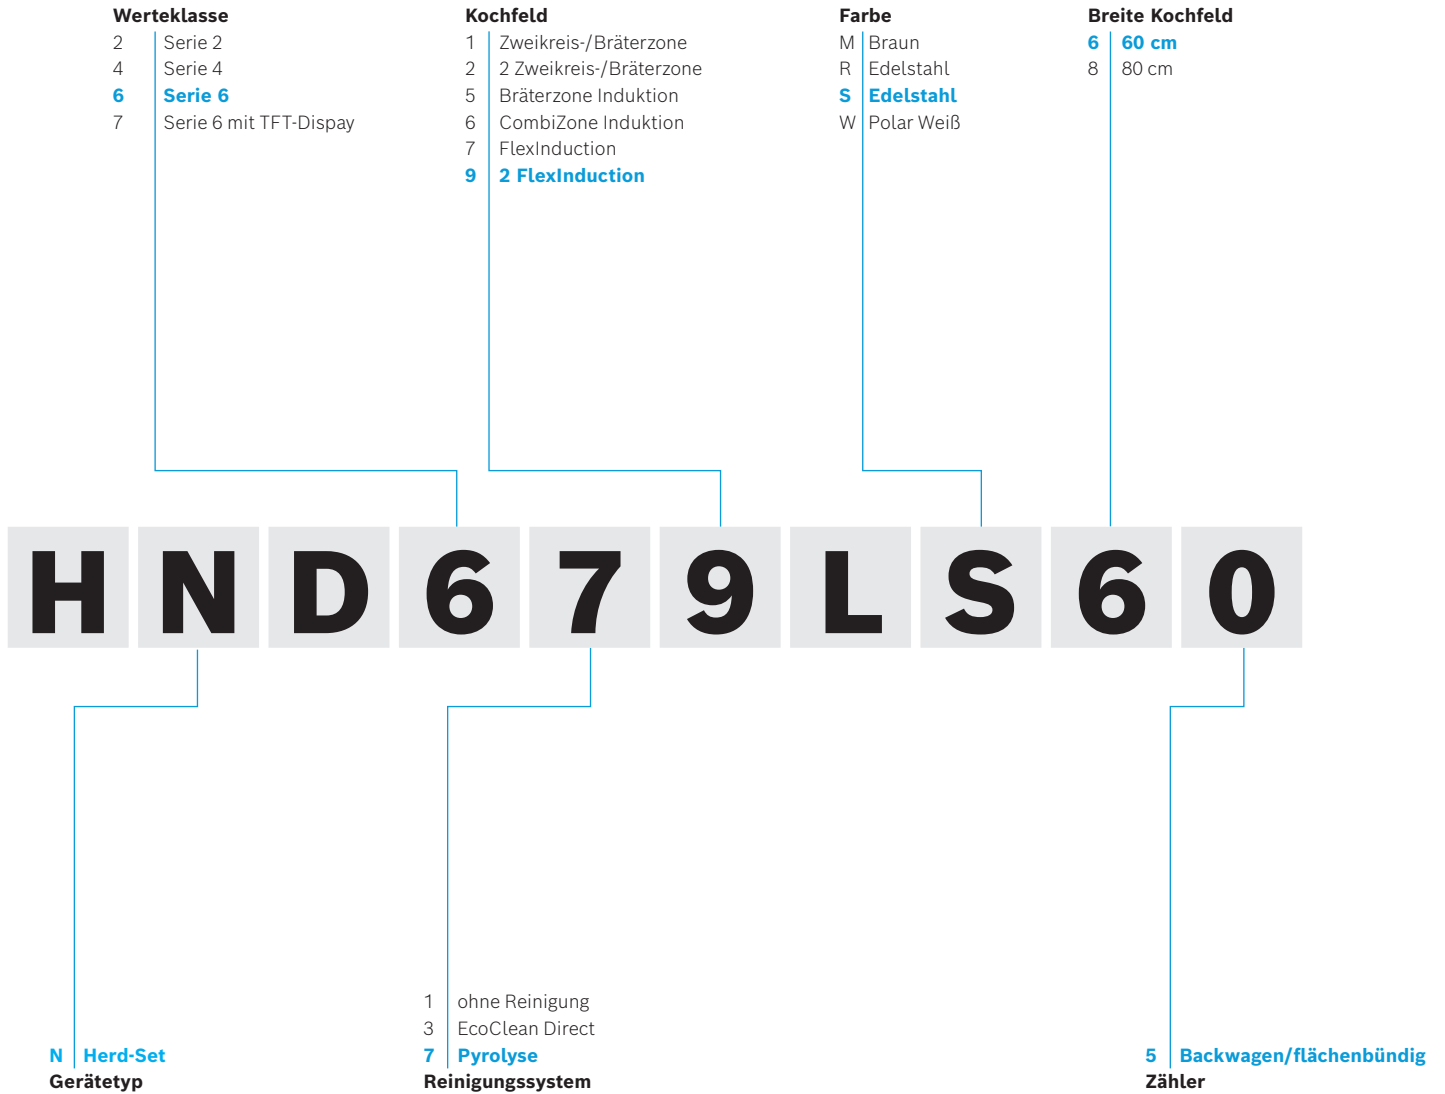 Werteklasse
2 Serie 2
4 Serie 4
6 Serie 6
7 Serie 6 mit TFT-Dispay
Kochfeld
1 Zweikreis-/Bräterzone
2 2 Zweikreis-/Bräterzone
5 Bräterzone Induktion
6 CombiZone Induktion
7 FlexInduction
9 2 FlexInduction
Farbe
M Braun
R Edelstahl
S Edelstahl
W Polar Weiß
Breite Kochfeld
6 60 cm
8 80 cm
H N D 6 7 9 L S 6 0
N Herd-Set
Gerätetyp
1 ohne Reinigung
3 EcoClean Direct
7 Pyrolyse
Reinigungssystem
5 Backwagen/flächenbündig
Zähler